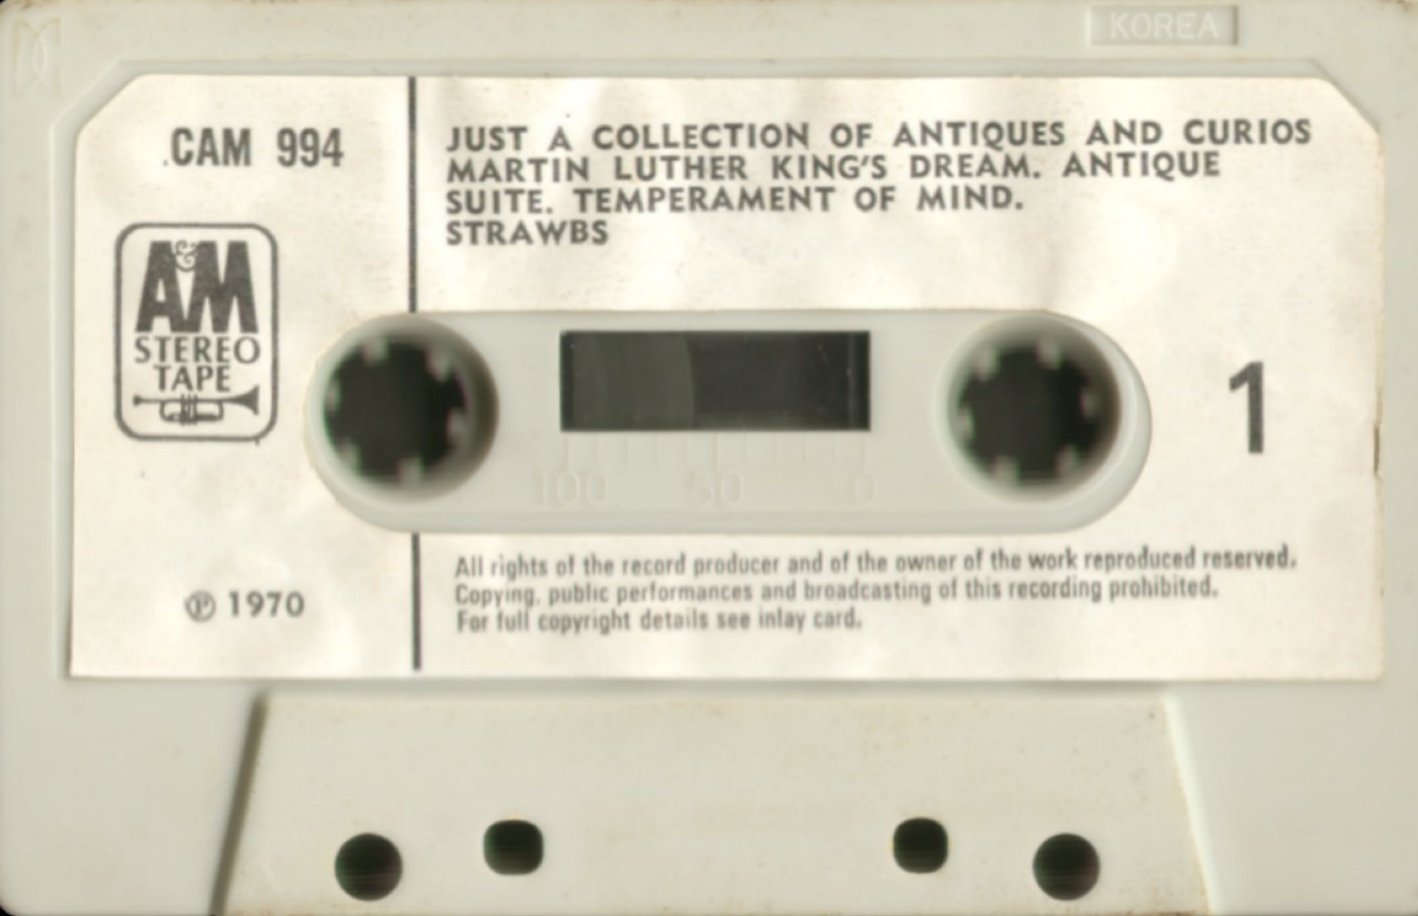 KOREA
.CAM 994
JUST A COLLECTION OF ANTIQUES AND CURIOS
MARTIN LUTHER KING'S DREAM. ANTIQUE
SUITE. TEMPERAMENT OF MIND.
STRAWBS
A&M
STEREO
TAPE
1
100 50 0
All rights of the record producer and of the owner of the work reproduced reserved.
Copying, public performances and broadcasting of this recording prohibited.
For full copyright details see inlay card.
℗ 1970